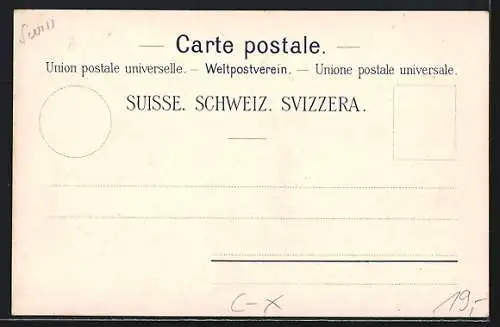 — Carte postale. —
Union postale universelle. — Weltpostverein. — Unione postale universale.
SUISSE. SCHWEIZ. SVIZZERA.
C-X
19,-